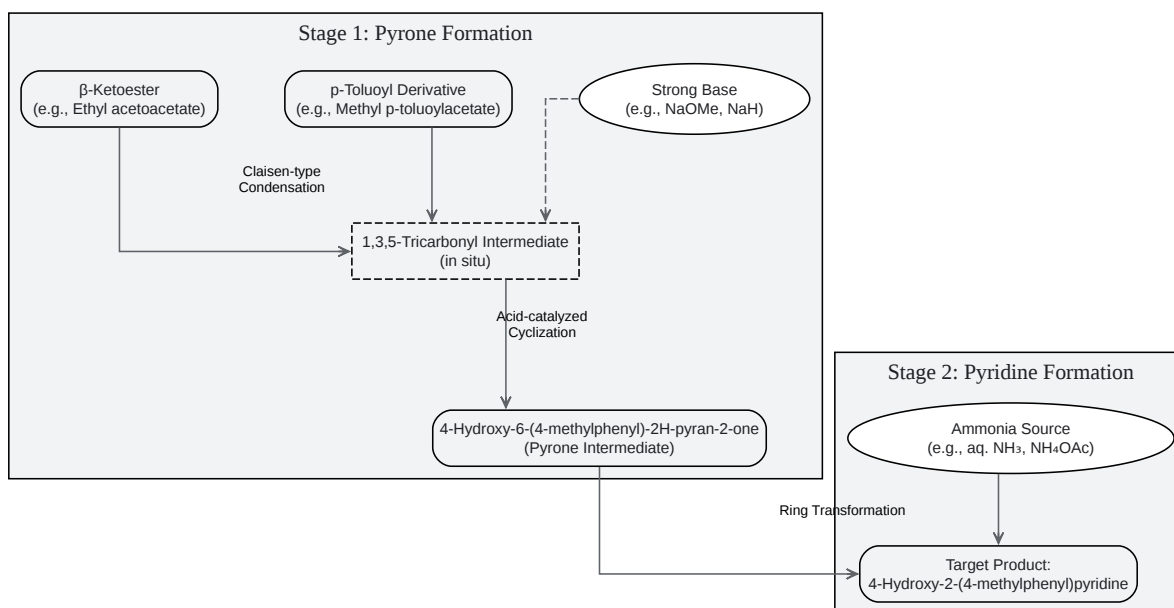 Stage 1: Pyrone Formation
β-Ketoester
(e.g., Ethyl acetoacetate)
p-Toluoyl Derivative
(e.g., Methyl p-toluoylacetate)
Strong Base
(e.g., NaOMe, NaH)
Claisen-type
Condensation
1,3,5-Tricarbonyl Intermediate
(in situ)
Acid-catalyzed
Cyclization
4-Hydroxy-6-(4-methylphenyl)-2H-pyran-2-one
(Pyrone Intermediate)
Stage 2: Pyridine Formation
Ammonia Source
(e.g., aq. NH₃, NH₄OAc)
Ring Transformation
Target Product:
4-Hydroxy-2-(4-methylphenyl)pyridine